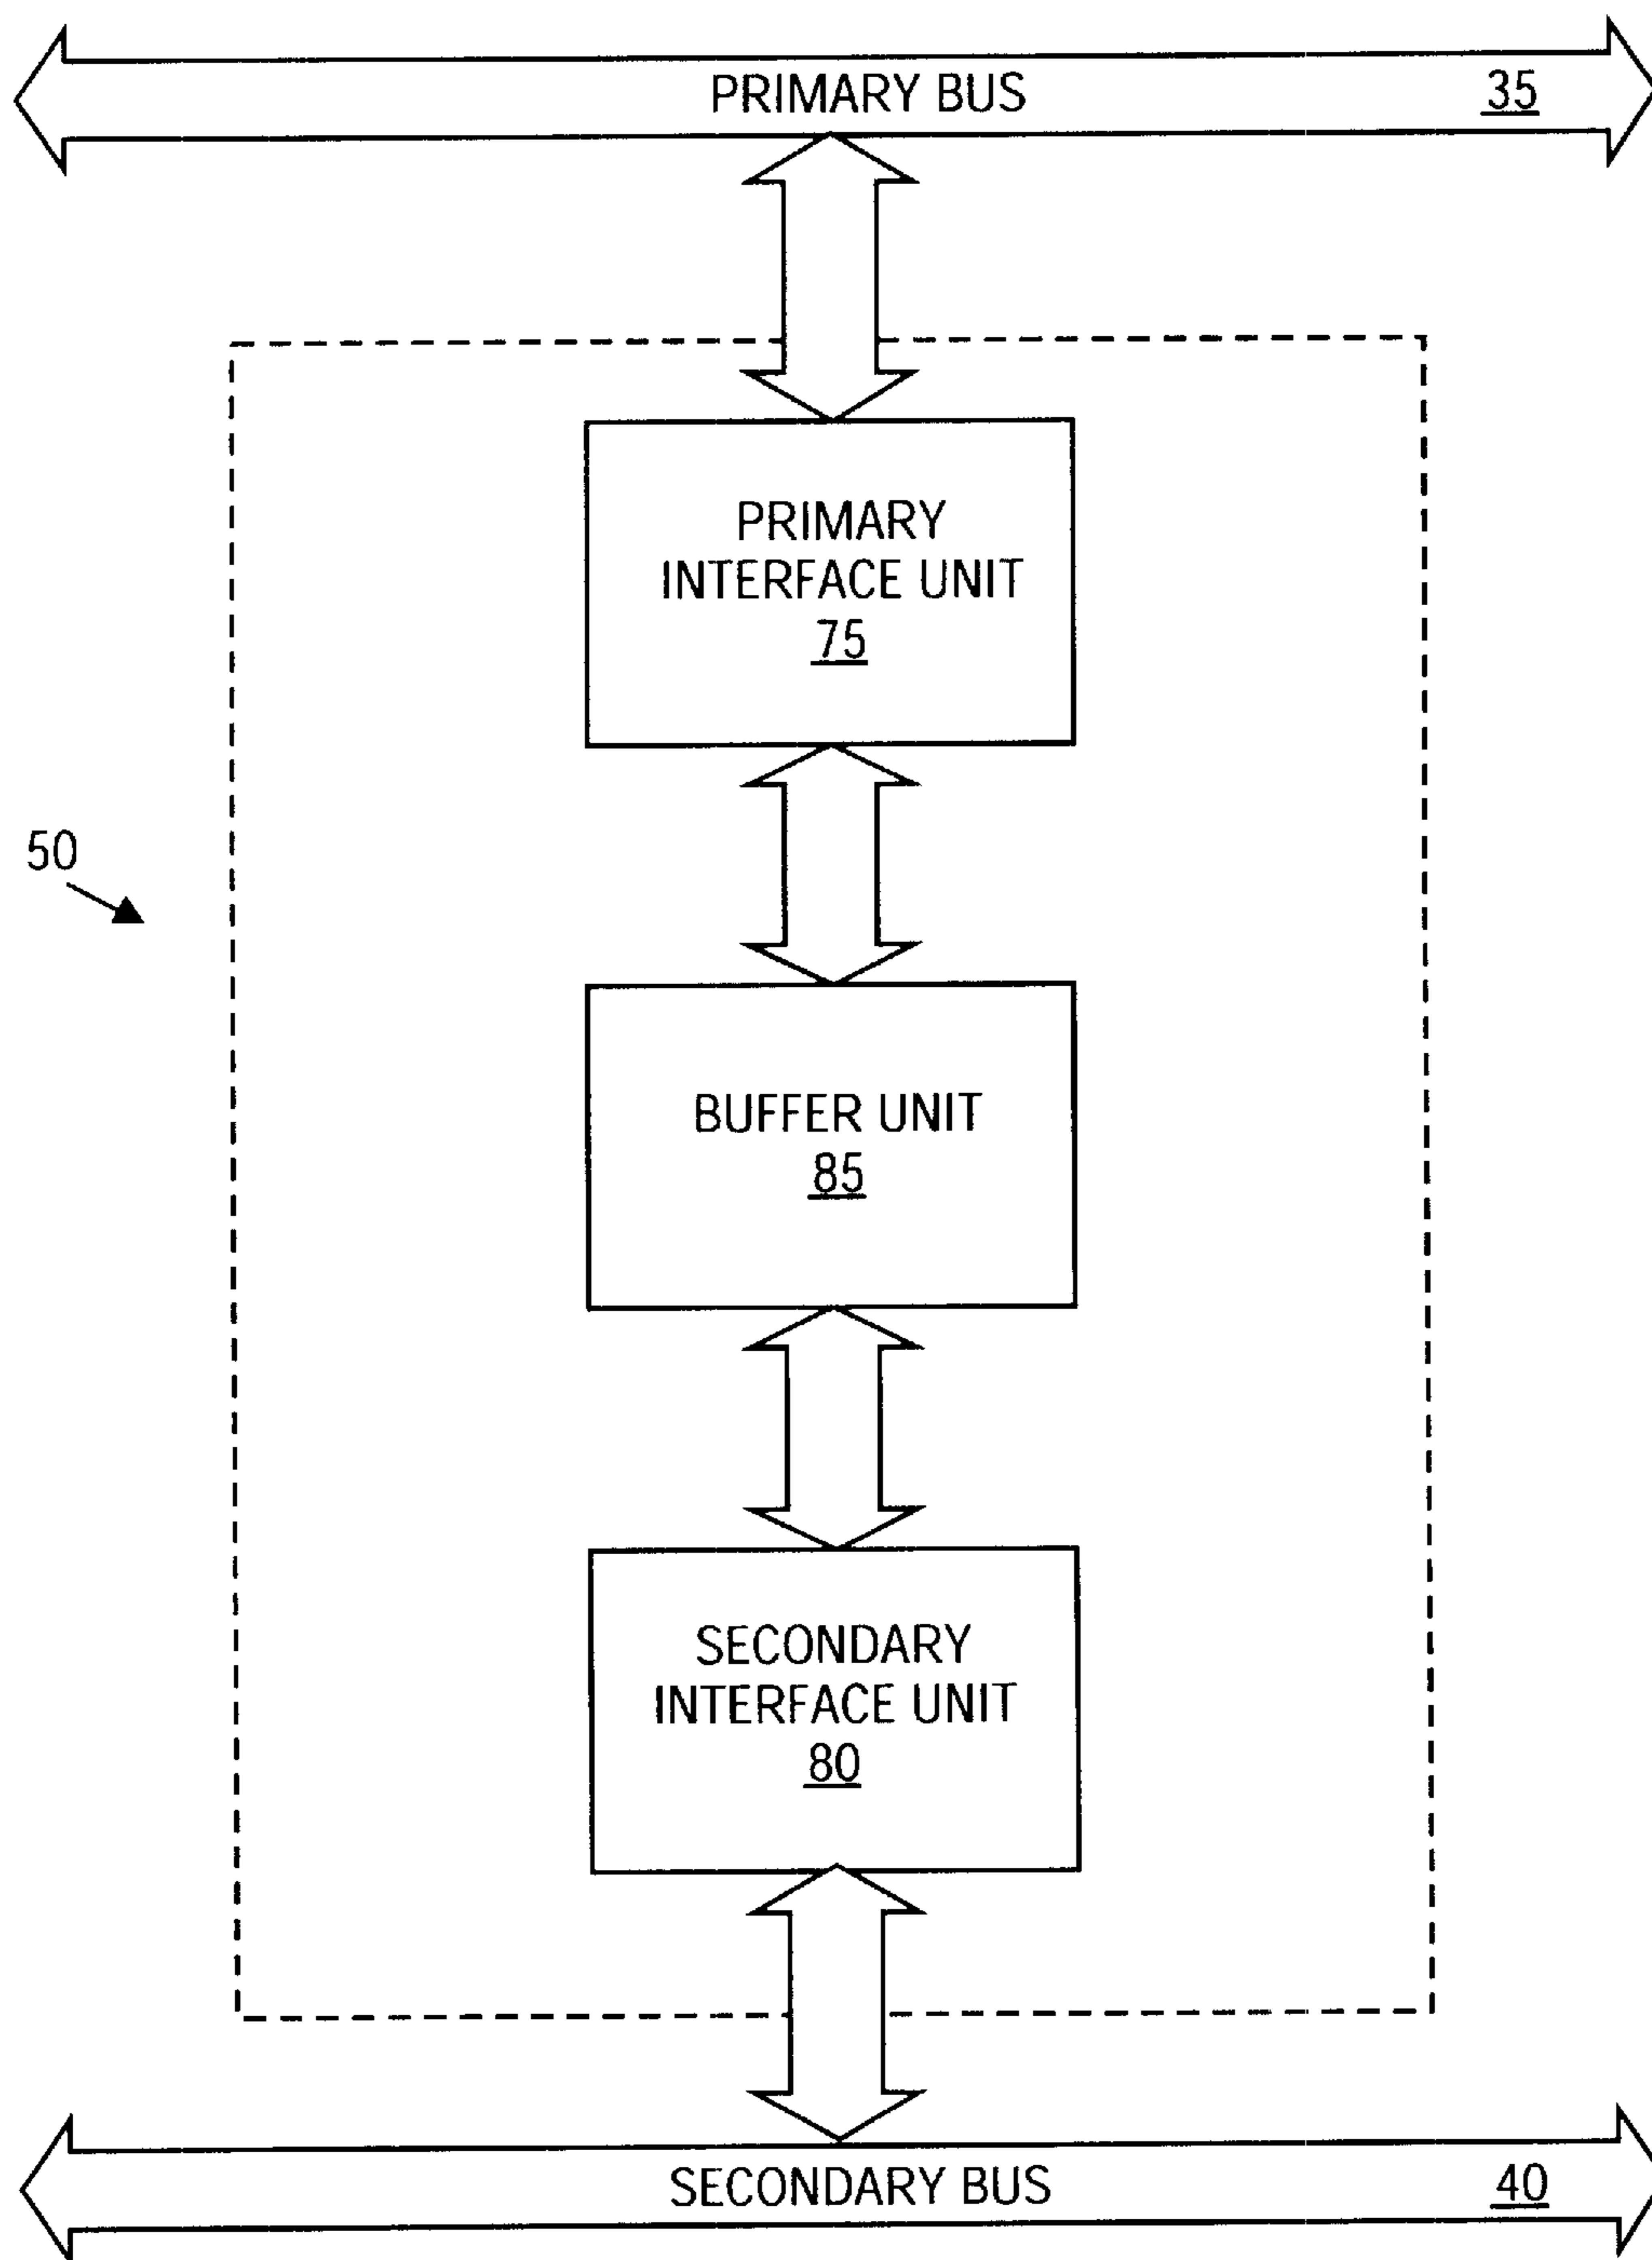 PRIMARY BUS 35
PRIMARY
INTERFACE UNIT
75
50
BUFFER UNIT
85
SECONDARY
INTERFACE UNIT
80
SECONDARY BUS 40